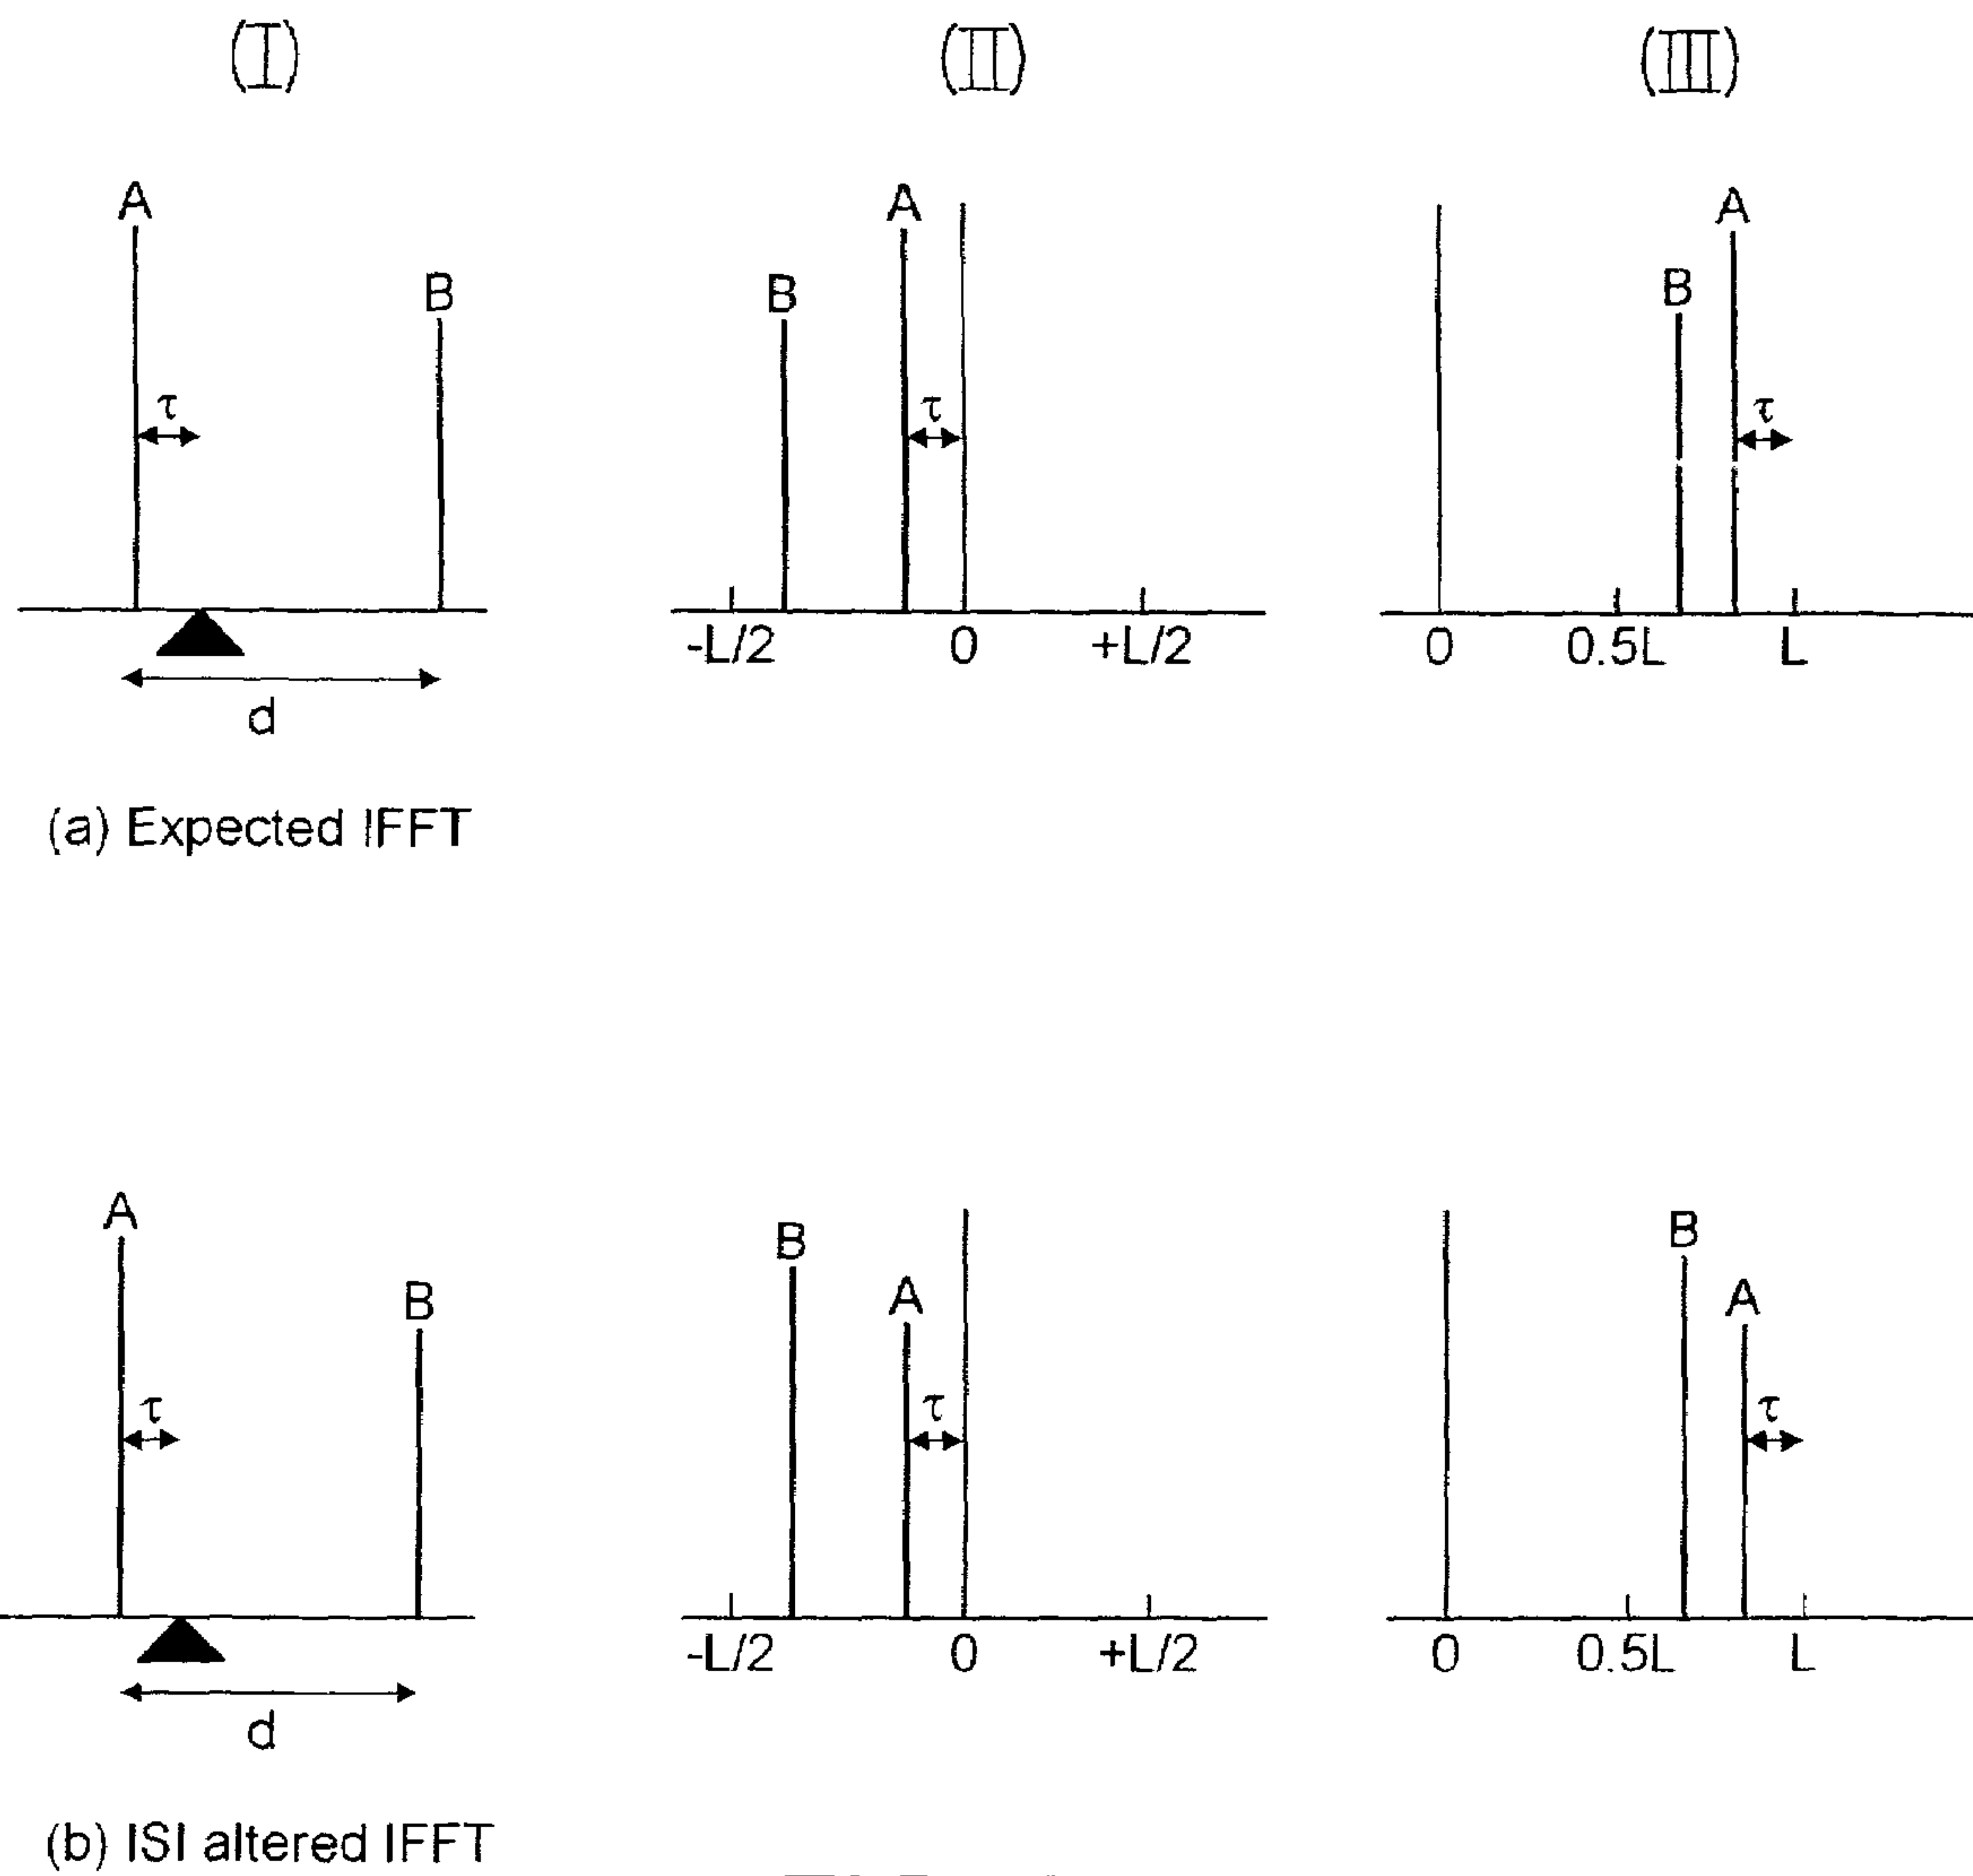 (I) (II) (III)
A A A
B B B
τ τ τ
-L/2 0 +L/2 0 0.5L L
d
(a) Expected IFFT
A B B
B A A
τ τ τ
-L/2 0 +L/2 0 0.5L L
d
(b) ISI altered IFFT